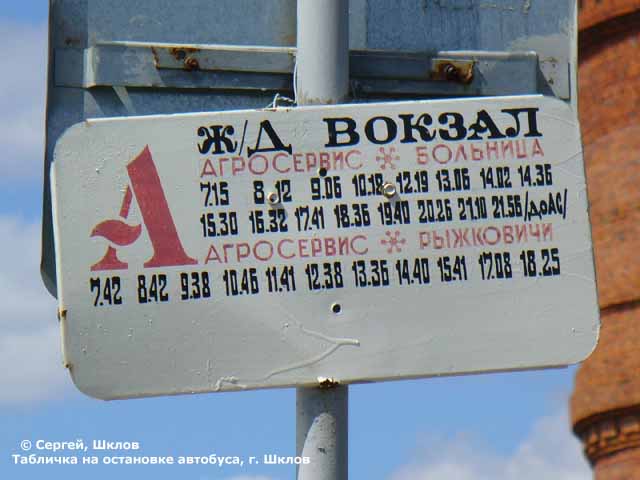 Ж/Д ВОКЗАЛ
АГРОСЕРВИС * БОЛЬНИЦА
А
7.15 8.12 9.06 10.18 12.19 13.06 14.02 14.36
15.30 16.32 17.41 18.36 19.40 20.26 21.10 21.56/ДОАС/
АГРОСЕРВИС * РЫЖКОВИЧИ
7.42 8.42 9.38 10.46 11.41 12.38 13.36 14.40 15.41 17.08 18.25
© Сергей, Шклов
Табличка на остановке автобуса, г. Шклов